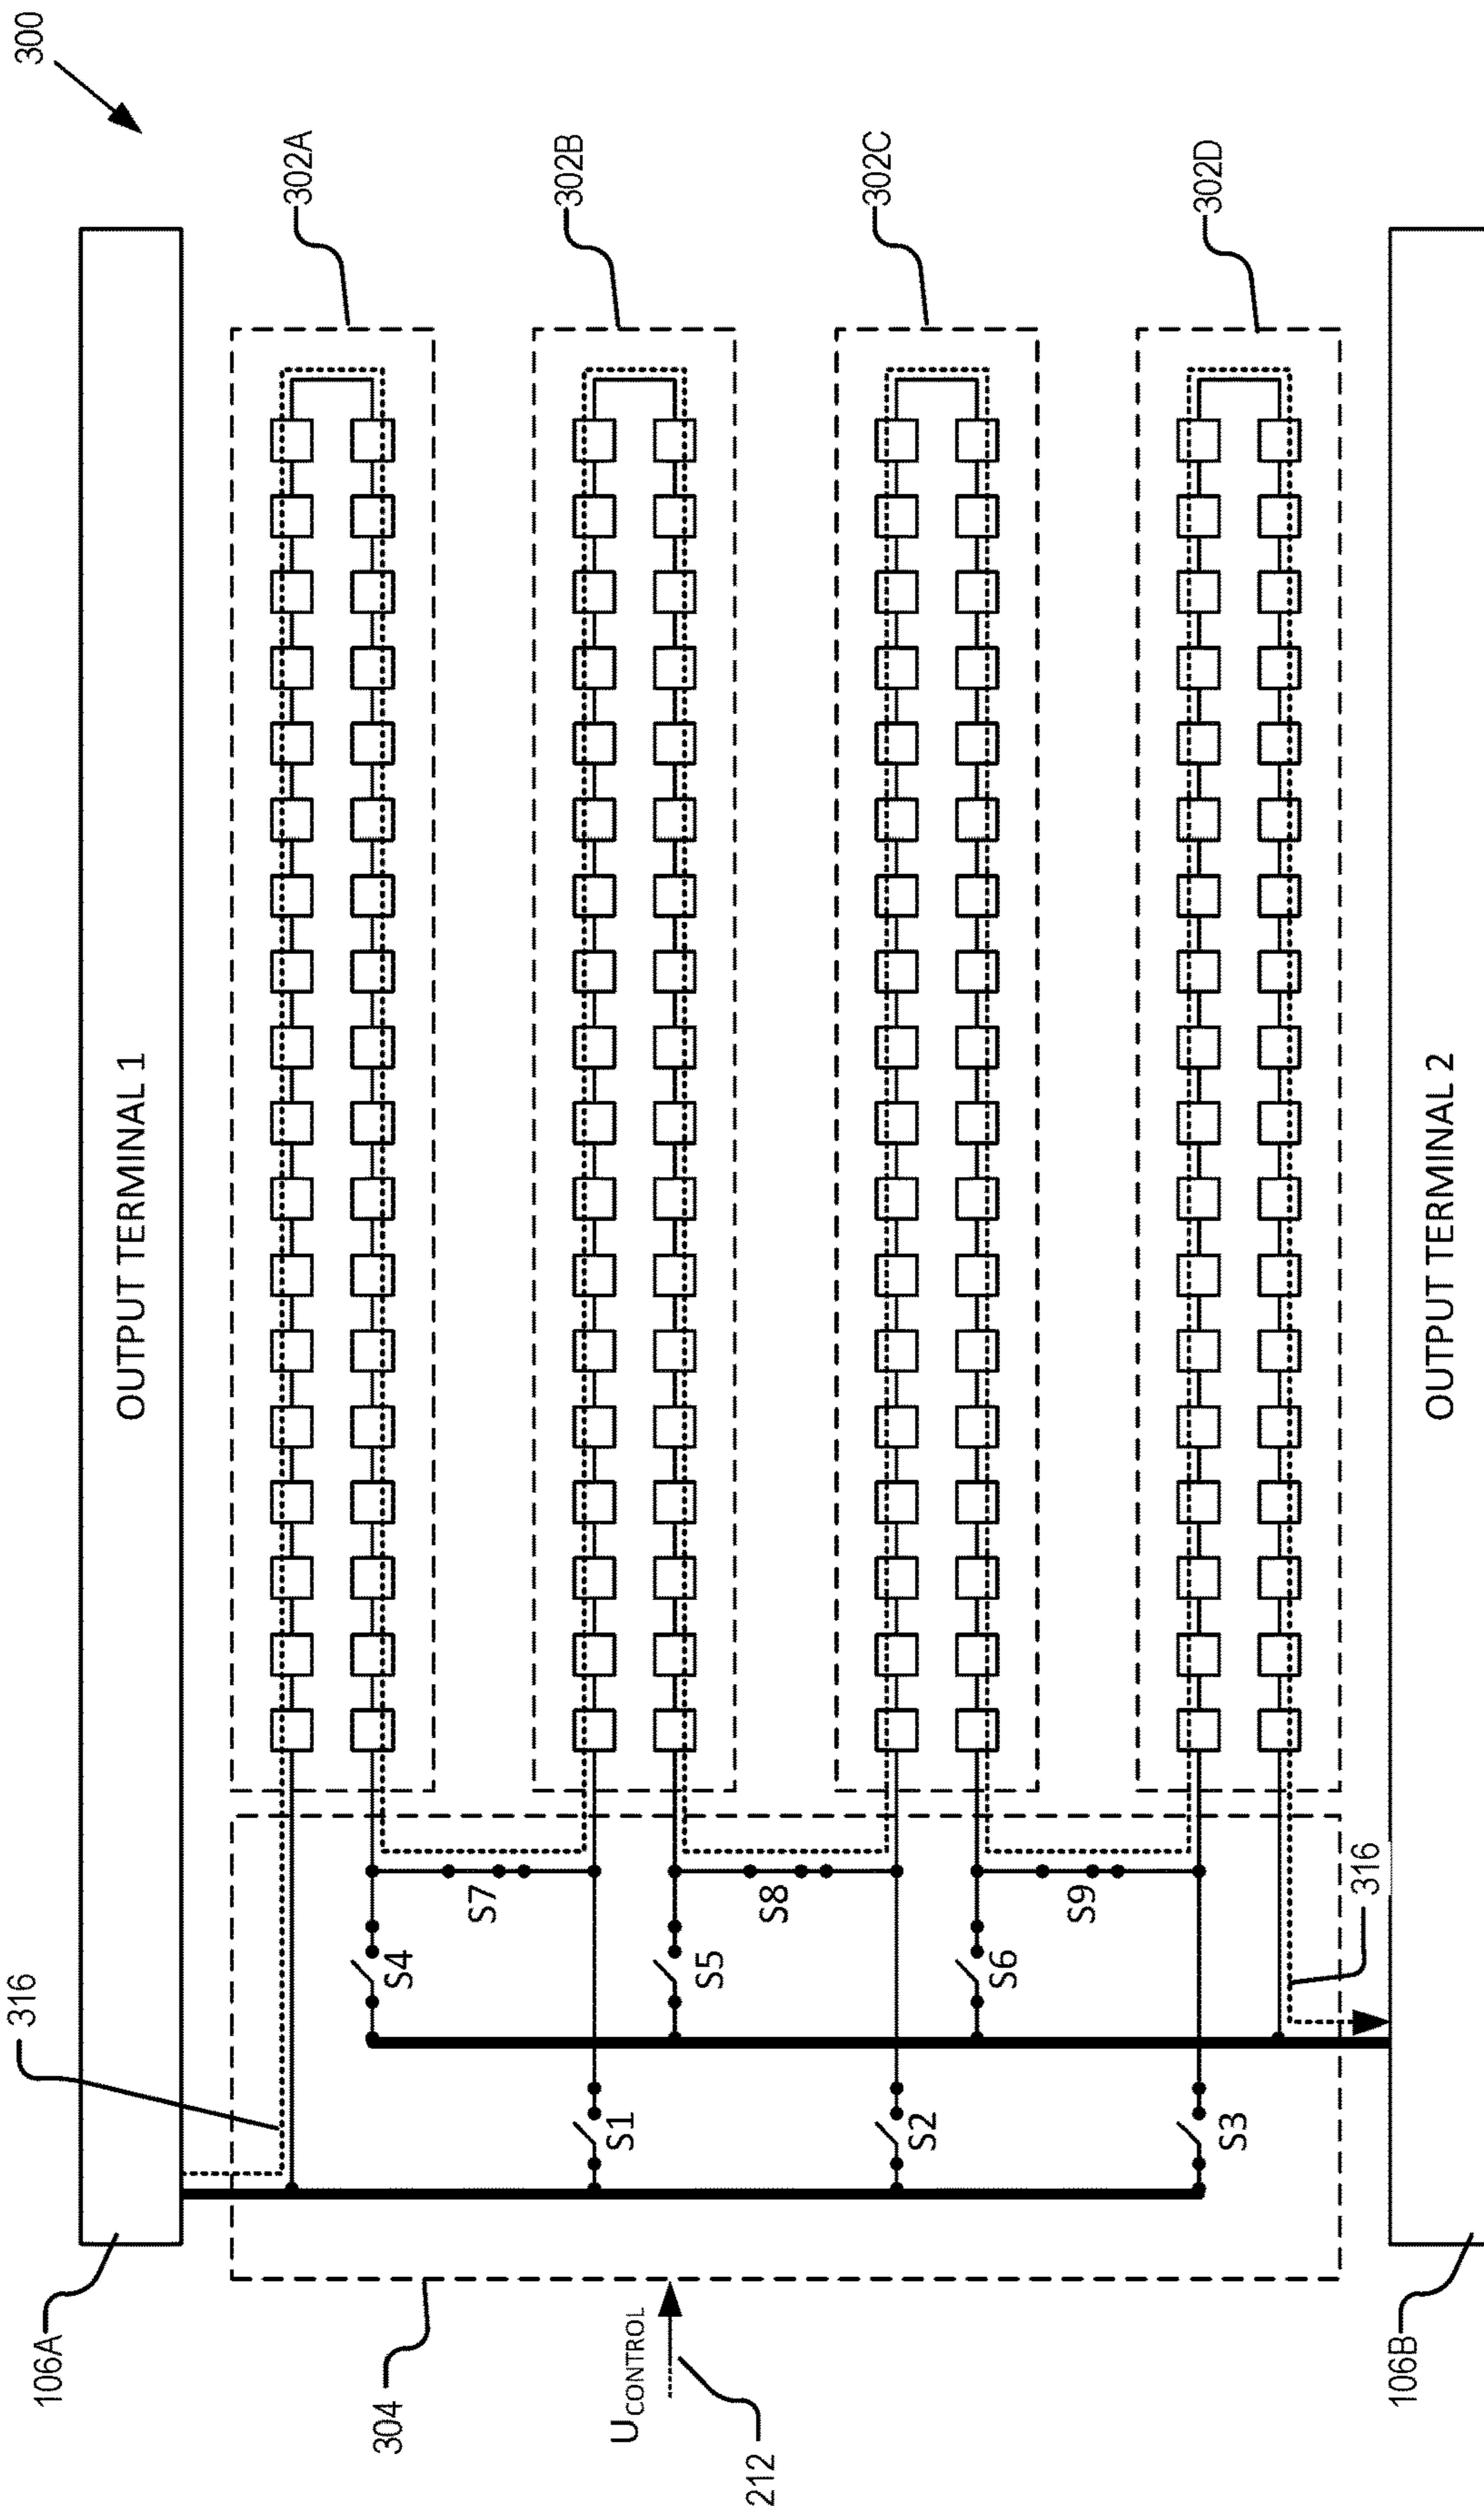 300
OUTPUT TERMINAL 1
106A
302A
302B
302C
302D
316
S4
S7
S5
S8
S6
S9
316
S1
S2
S3
304
UCONTROL
212
OUTPUT TERMINAL 2
106B